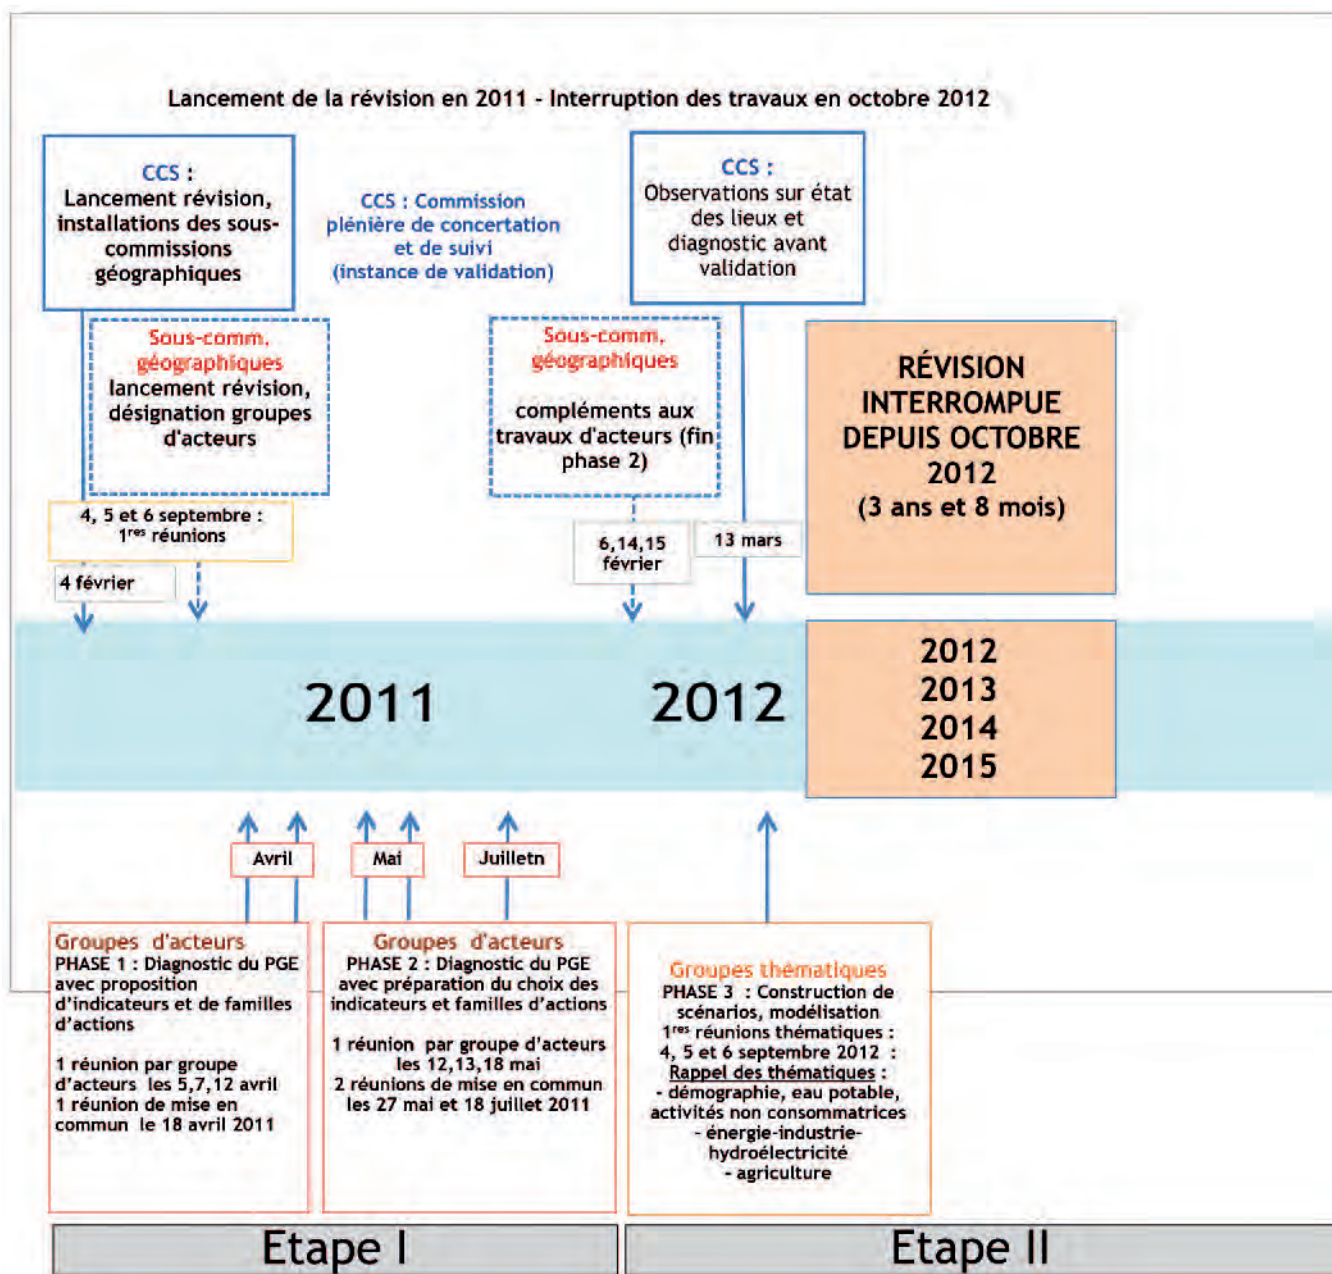 Lancement de la révision en 2011 - Interruption des travaux en octobre 2012
CCS :
Lancement révision,
installations des sous-
commissions
géographiques
CCS : Commission
plénière de concertation
et de suivi
(instance de validation)
CCS :
Observations sur état
des lieux et
diagnostic avant
validation
Sous-comm.
géographiques
lancement révision,
désignation groupes
d'acteurs
Sous-comm.
géographiques
compléments aux
travaux d'acteurs (fin
phase 2)
RÉVISION
INTERROMPUE
DEPUIS OCTOBRE
2012
(3 ans et 8 mois)
4, 5 et 6 septembre :
1res réunions
4 février
6,14,15
février
13 mars
2011
2012
2012
2013
2014
2015
Avril
Mai
Juilletn
Groupes d'acteurs
PHASE 1 : Diagnostic du PGE
avec proposition
d'indicateurs et de familles
d'actions
1 réunion par groupe
d'acteurs les 5,7,12 avril
1 réunion de mise en
commun le 18 avril 2011
Groupes d'acteurs
PHASE 2 : Diagnostic du PGE
avec préparation du choix des
indicateurs et familles d'actions
1 réunion par groupe d'acteurs
les 12,13,18 mai
2 réunions de mise en commun
les 27 mai et 18 juillet 2011
Groupes thématiques
PHASE 3 : Construction de
scénarios, modélisation
1res réunions thématiques :
4, 5 et 6 septembre 2012 :
Rappel des thématiques :
- démographie, eau potable,
activités non consommatrices
- énergie-industrie-
hydroélectricité
- agriculture
Etape I
Etape II